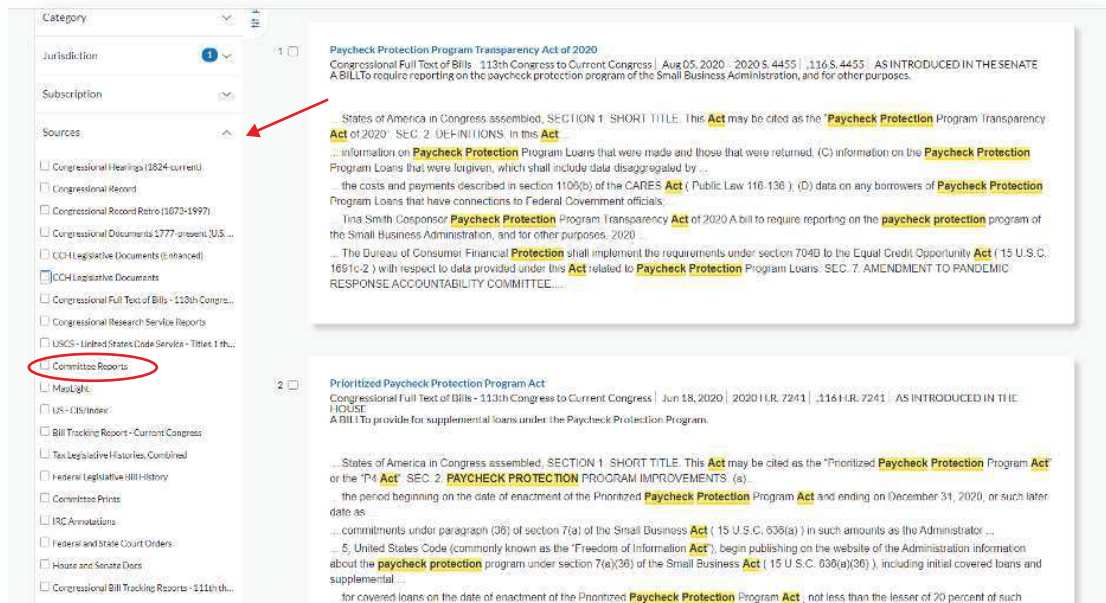 Category
Jurisdiction 1
Subscription
Sources
Congressional Hearings (1824-current)
Congressional Record
Congressional Record Retro (1873-1997)
Congressional Documents 1777-present (U.S. ...
CCH Legislative Documents (Enhanced)
CCH Legislative Documents
Congressional Full Text of Bills - 113th Congre...
Congressional Research Service Reports
USCS - United States Code Service - Titles 1 th...
Committee Reports
MapLight
US - CIS/Index
Bill Tracking Report - Current Congress
Tax Legislative Histories, Combined
Federal Legislative Bill History
Committee Prints
IRC Annotations
Federal and State Court Orders
House and Senate Docs
Congressional Bill Tracking Reports - 111th th...
1
Paycheck Protection Program Transparency Act of 2020
Congressional Full Text of Bills - 113th Congress to Current Congress | Aug 05, 2020 | 2020 S. 4455 | ,116 S. 4455 | AS INTRODUCED IN THE SENATE
A BILLTo require reporting on the paycheck protection program of the Small Business Administration, and for other purposes.
... States of America in Congress assembled, SECTION 1. SHORT TITLE. This Act may be cited as the "Paycheck Protection Program Transparency
Act of 2020". SEC. 2. DEFINITIONS. In this Act ...
... information on Paycheck Protection Program Loans that were made and those that were returned, (C) information on the Paycheck Protection
Program Loans that were forgiven, which shall include data disaggregated by ...
... the costs and payments described in section 1106(b) of the CARES Act ( Public Law 116-136 ); (D) data on any borrowers of Paycheck Protection
Program Loans that have connections to Federal Government officials; ...
... Tina Smith Cosponsor Paycheck Protection Program Transparency Act of 2020 A bill to require reporting on the paycheck protection program of
the Small Business Administration, and for other purposes. 2020 ...
... The Bureau of Consumer Financial Protection shall implement the requirements under section 704B to the Equal Credit Opportunity Act ( 15 U.S.C.
1691c-2 ) with respect to data provided under this Act related to Paycheck Protection Program Loans. SEC. 7. AMENDMENT TO PANDEMIC
RESPONSE ACCOUNTABILITY COMMITTEE....
2
Prioritized Paycheck Protection Program Act
Congressional Full Text of Bills - 113th Congress to Current Congress | Jun 18, 2020 | 2020 H.R. 7241 | ,116 H.R. 7241 | AS INTRODUCED IN THE
HOUSE
A BILLTo provide for supplemental loans under the Paycheck Protection Program.
... States of America in Congress assembled, SECTION 1. SHORT TITLE. This Act may be cited as the "Prioritized Paycheck Protection Program Act"
or the "P4 Act". SEC. 2. PAYCHECK PROTECTION PROGRAM IMPROVEMENTS. (a) ...
... the period beginning on the date of enactment of the Prioritized Paycheck Protection Program Act and ending on December 31, 2020, or such later
date as ...
... commitments under paragraph (36) of section 7(a) of the Small Business Act ( 15 U.S.C. 636(a) ) in such amounts as the Administrator ...
... 5, United States Code (commonly known as the "Freedom of Information Act"), begin publishing on the website of the Administration information
about the paycheck protection program under section 7(a)(36) of the Small Business Act ( 15 U.S.C. 636(a)(36) ), including initial covered loans and
supplemental ...
... for covered loans on the date of enactment of the Prioritized Paycheck Protection Program Act , not less than the lesser of 20 percent of such